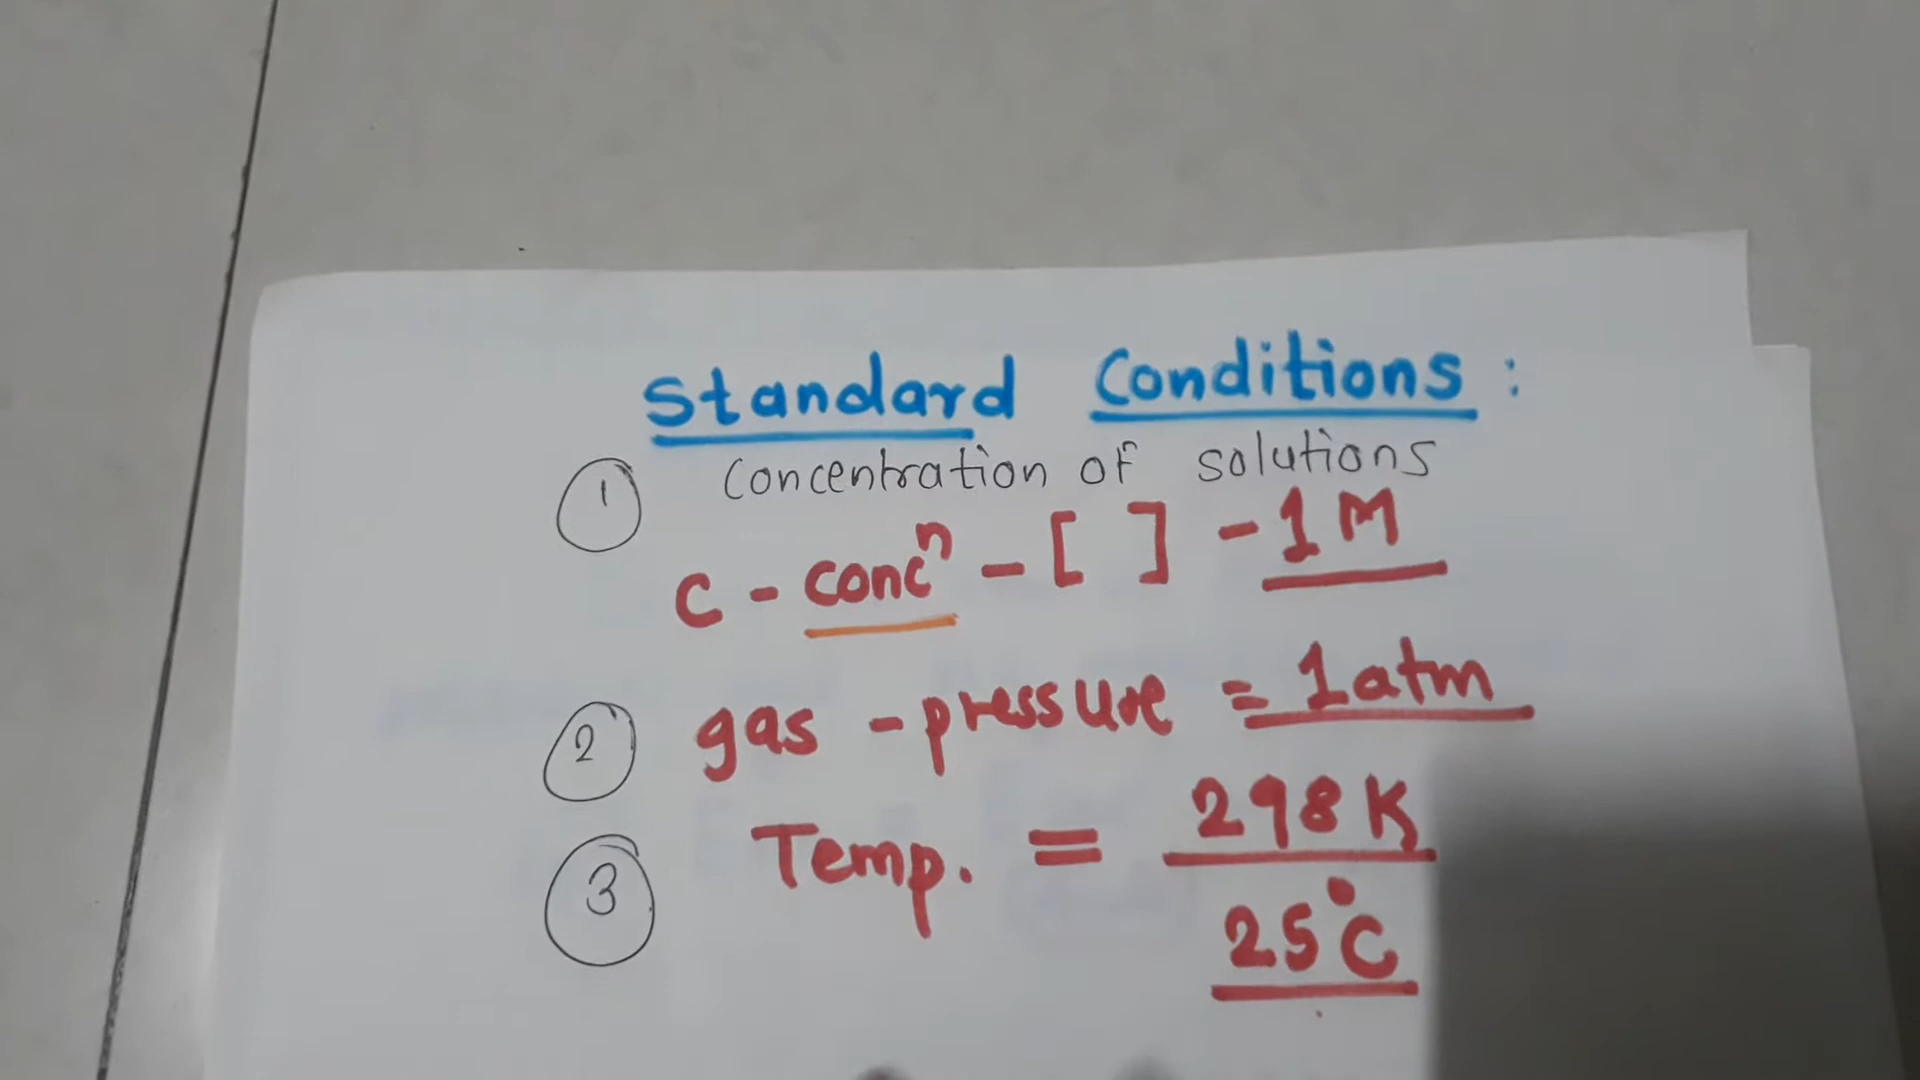 Standard Conditions :
1 Concentration of solutions
C - concⁿ - [ ] - 1 M
2 gas - pressure = 1 atm
3 Temp. = 298 K
25°C